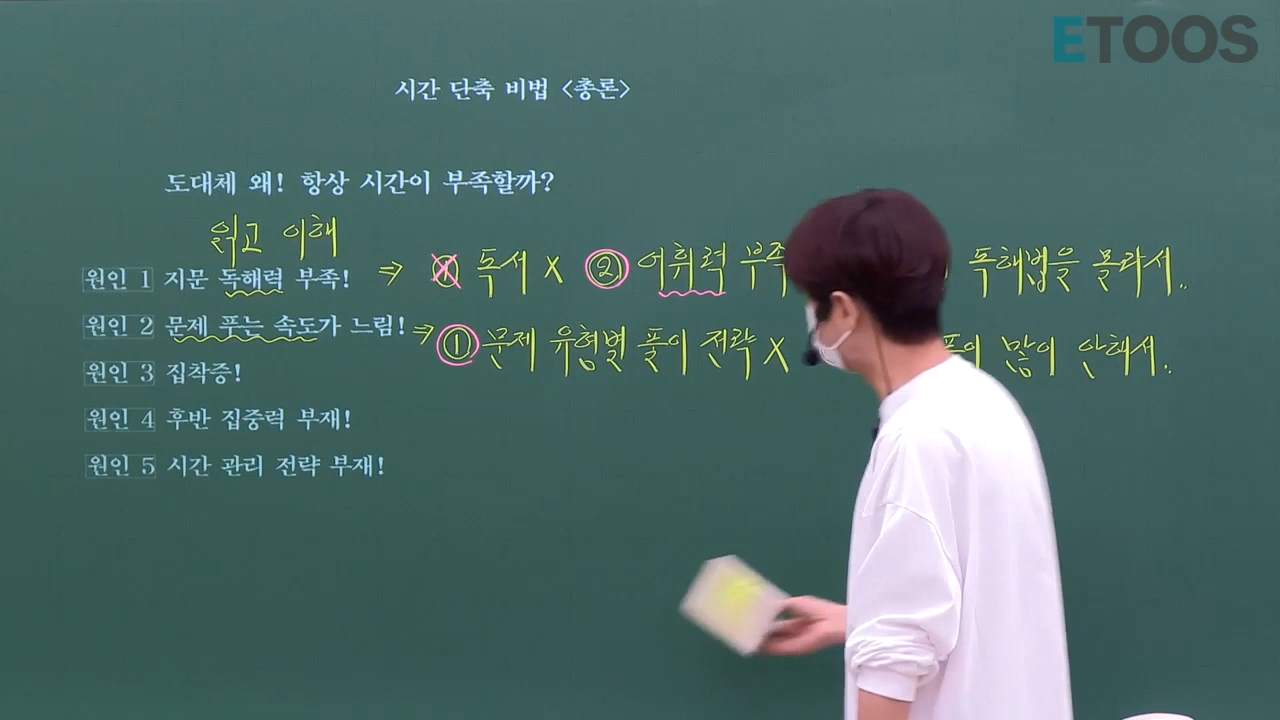 ETOOS
시간 단축 비법 <총론>
도대체 왜! 항상 시간이 부족할까?
읽고 이해
원인 1 지문 독해력 부족! ⇒ ① 독서 X ② 어휘력 부족 독해법을 몰라서..
원인 2 문제 푸는 속도가 느림! ⇒ ① 문제 유형별 풀이 전략 X 많이 안해서..
원인 3 집착증!
원인 4 후반 집중력 부재!
원인 5 시간 관리 전략 부재!